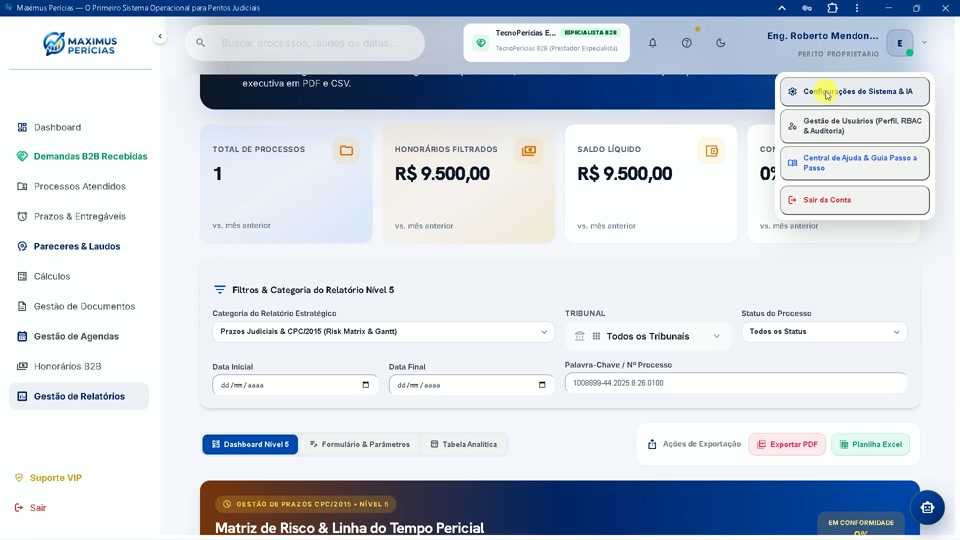 Maximus Perícias — O Primeiro Sistema Operacional para Peritos Judiciais
MAXIMUS
PERÍCIAS
Buscar processos, laudos ou datas...
TecnoPerícias E...
ESPECIALISTA B2B
TecnoPerícias B2B (Prestador Especialista)
Eng. Roberto Mendon...
PERITO PROPRIETÁRIO
E
Configurações do Sistema & IA
Gestão de Usuários (Perfil, RBAC
& Auditoria)
Central de Ajuda & Guia Passo a
Passo
Sair da Conta
Dashboard
Demandas B2B Recebidas
Processos Atendidos
Prazos & Entregáveis
Pareceres & Laudos
Cálculos
Gestão de Documentos
Gestão de Agendas
Honorários B2B
Gestão de Relatórios
Suporte VIP
Sair
executiva em PDF e CSV.
TOTAL DE PROCESSOS
1
vs. mês anterior
HONORÁRIOS FILTRADOS
R$ 9.500,00
vs. mês anterior
SALDO LÍQUIDO
R$ 9.500,00
vs. mês anterior
0%
vs. mês anterior
Filtros & Categoria do Relatório Nível 5
Categoria do Relatório Estratégico
Prazos Judiciais & CPC/2015 (Risk Matrix & Gantt)
TRIBUNAL
Todos os Tribunais
Status do Processo
Todos os Status
Data Inicial
dd/mm/aaaa
Data Final
dd/mm/aaaa
Palavra-Chave / Nº Processo
1008899-44.2025.8.26.0100
Dashboard Nível 5
Formulário & Parâmetros
Tabela Analítica
Ações de Exportação
Exportar PDF
Planilha Excel
GESTÃO DE PRAZOS CPC/2015 • NÍVEL 5
Matriz de Risco & Linha do Tempo Pericial
EM CONFORMIDADE
0%